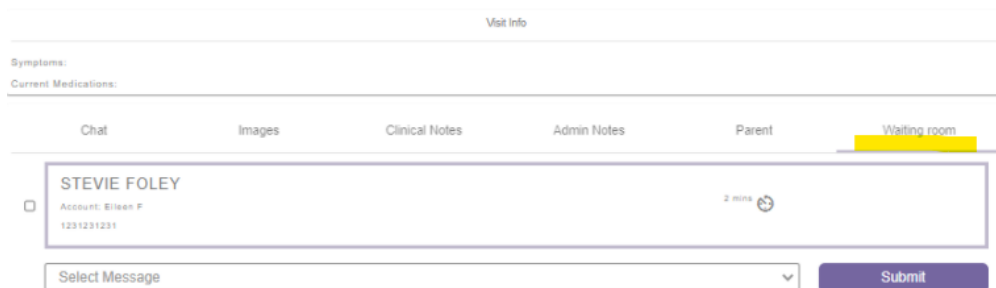 Visit Info
Symptoms:
Current Medications:
Chat Images Clinical Notes Admin Notes Parent Waiting room
STEVIE FOLEY
Account: Eileen F
2 mins
1231231231
Select Message Submit